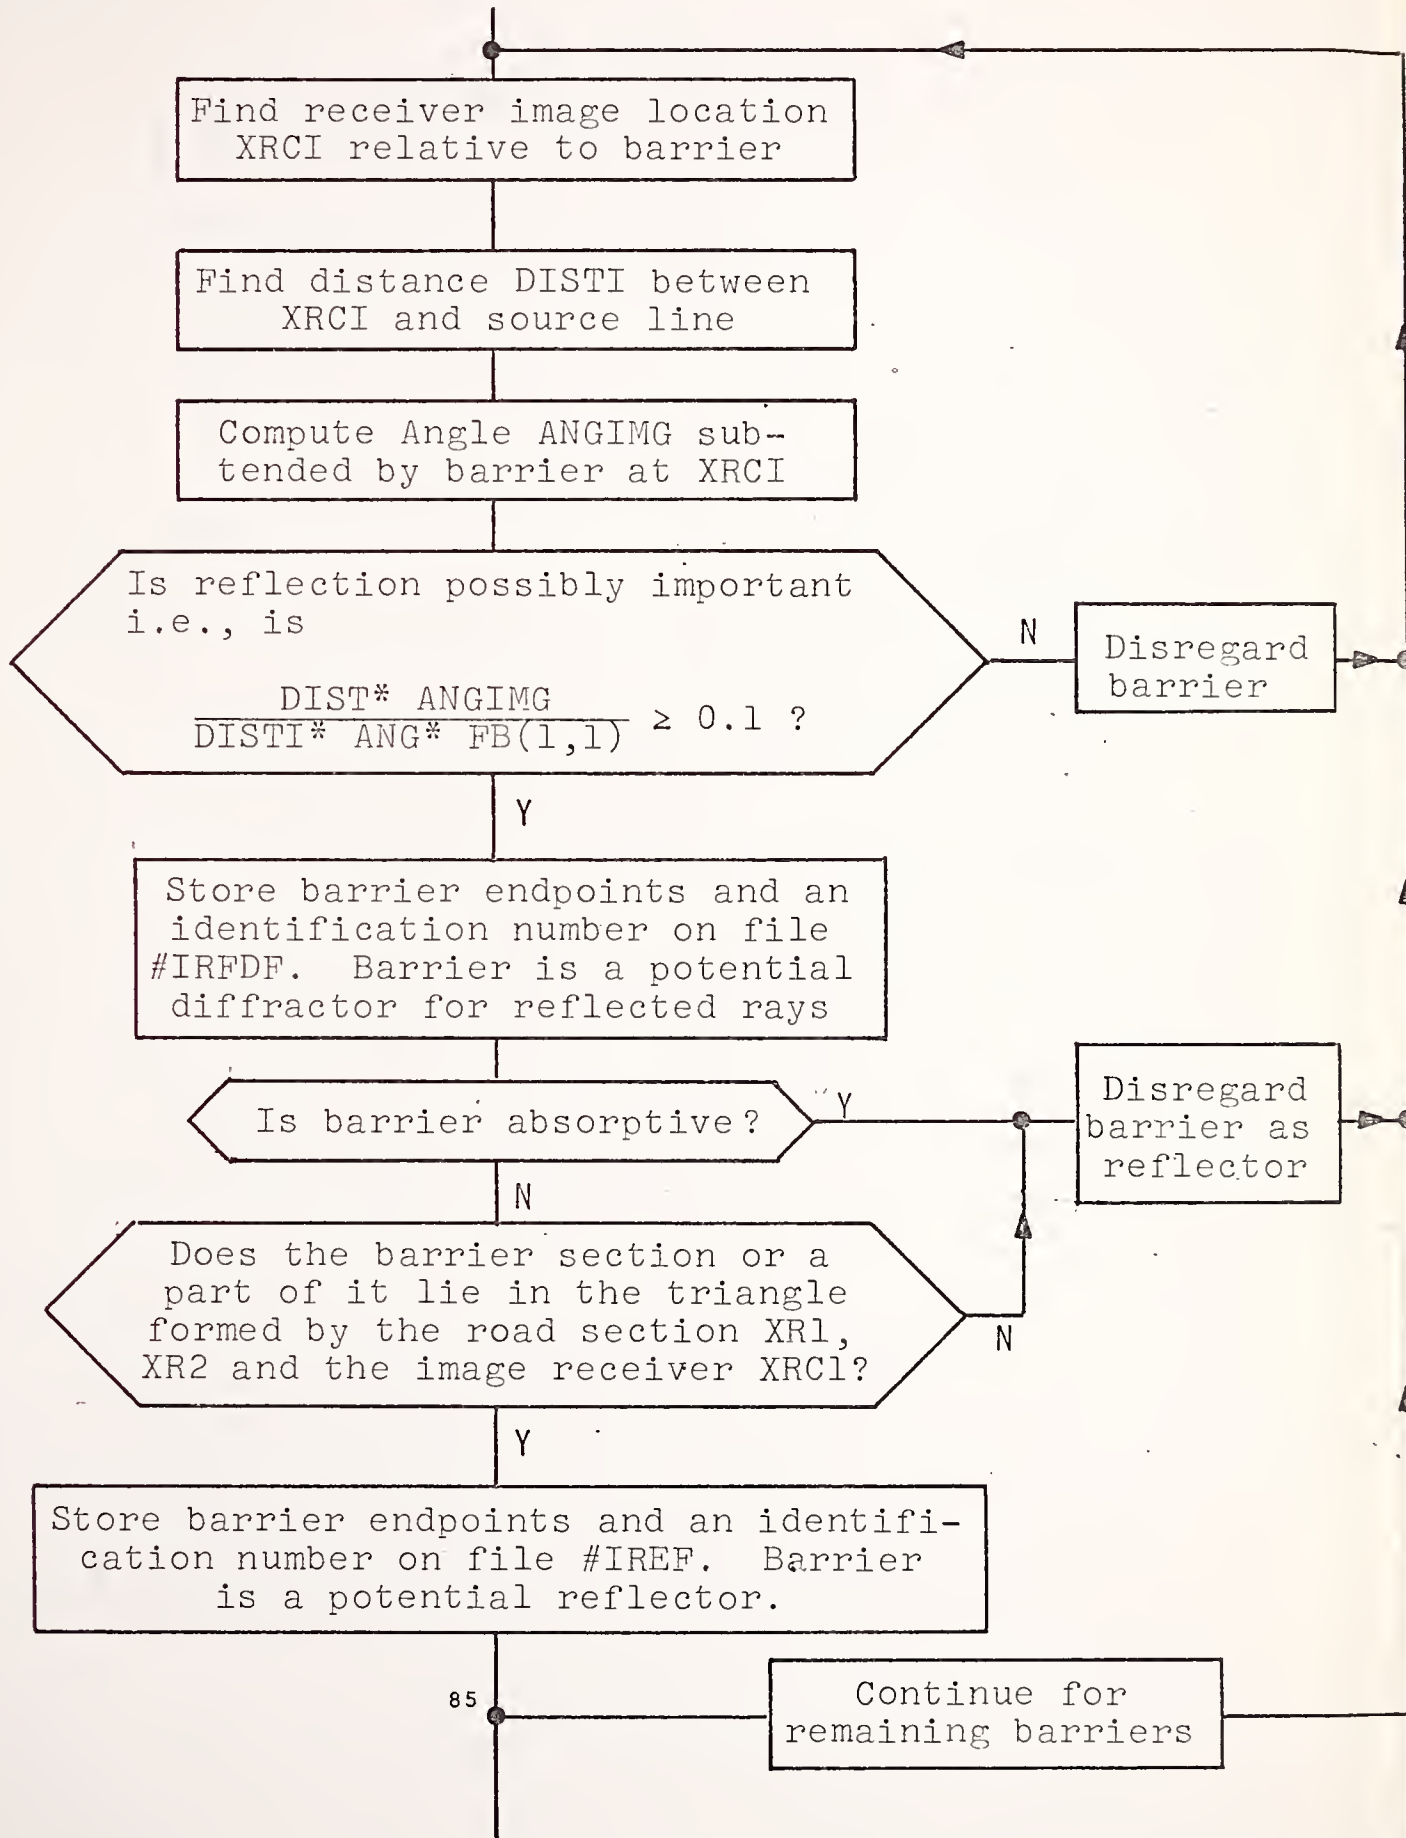 Find receiver image location
XRCI relative to barrier
Find distance DISTI between
XRCI and source line
Compute Angle ANGIMG sub-
tended by barrier at XRCI
Is reflection possibly important
i.e., is
DIST* ANGIMG
DISTI* ANG* FB(1,1) ≥ 0.1 ?
N
Disregard
barrier
Y
Store barrier endpoints and an
identification number on file
#IRFDF. Barrier is a potential
diffractor for reflected rays
Is barrier absorptive?
Y
Disregard
barrier as
reflector
N
Does the barrier section or a
part of it lie in the triangle
formed by the road section XR1,
XR2 and the image receiver XRC1?
N
Y
Store barrier endpoints and an identifi-
cation number on file #IREF. Barrier
is a potential reflector.
85
Continue for
remaining barriers